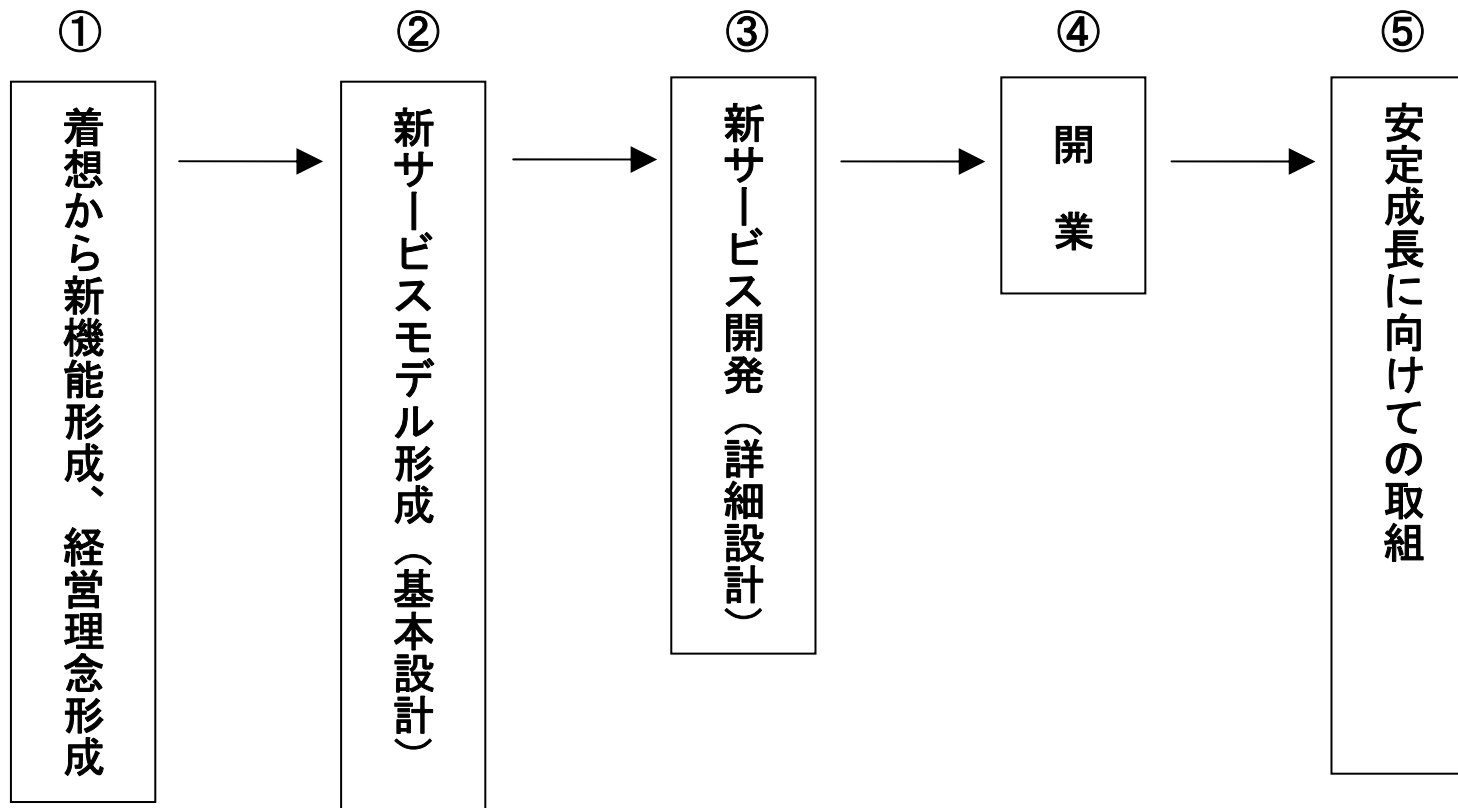 ①
着想から新機能形成、経営理念形成
②
新サービスモデル形成（基本設計）
③
新サービス開発（詳細設計）
④
開業
⑤
安定成長に向けての取組